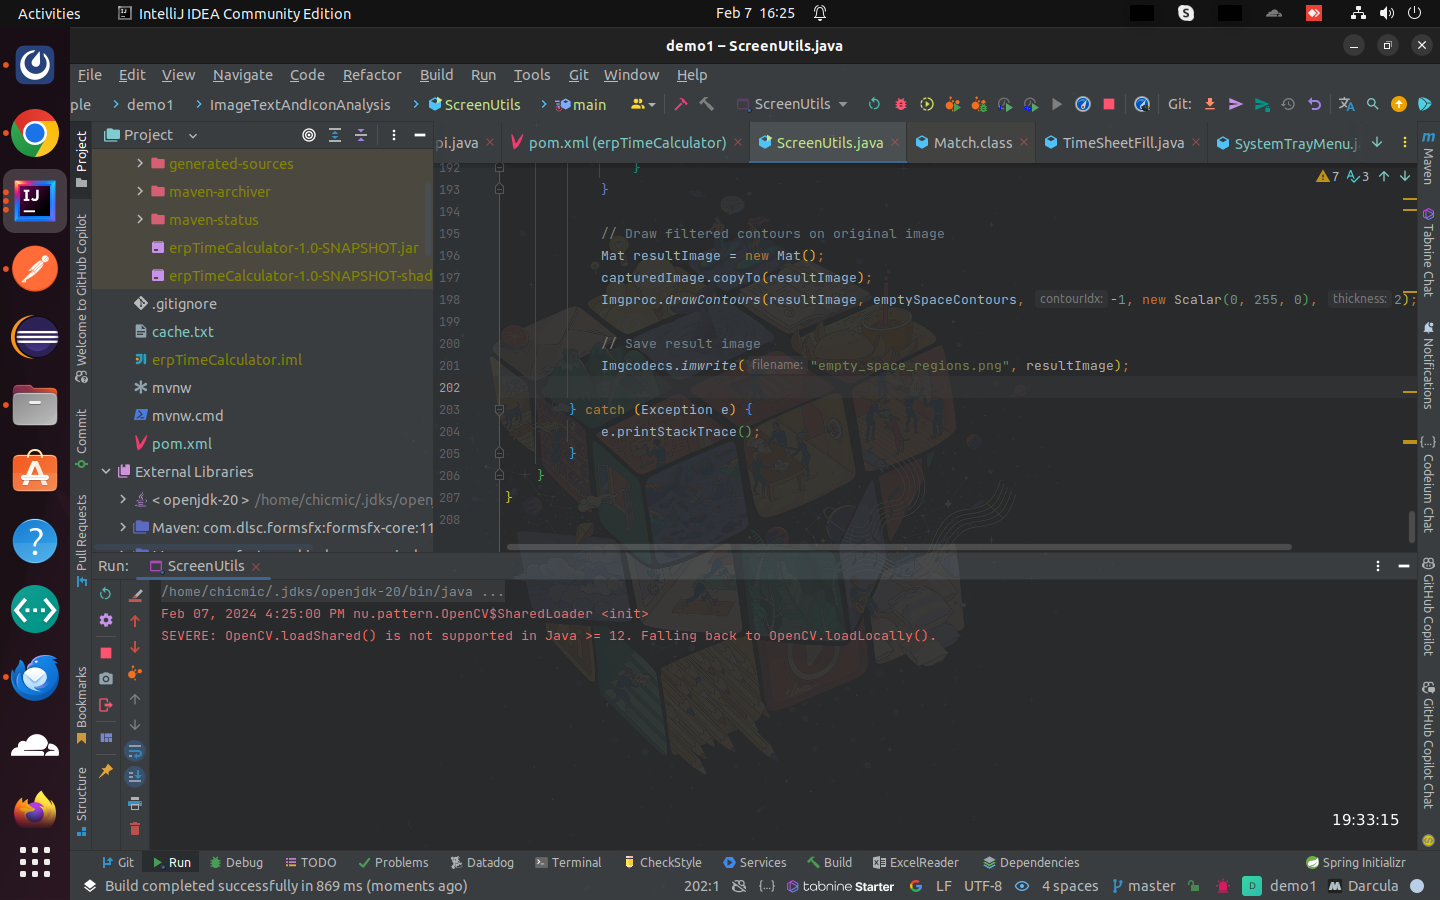 Activities
IntelliJ IDEA Community Edition
Feb 7 16:25
demo1 – ScreenUtils.java
File Edit View Navigate Code Refactor Build Run Tools Git Window Help
ple demo1 ImageTextAndIconAnalysis ScreenUtils main ScreenUtils Git:
Project
pi.java pom.xml (erpTimeCalculator) ScreenUtils.java Match.class TimeSheetFill.java SystemTrayMenu.j
7 3
generated-sources
maven-archiver
maven-status
erpTimeCalculator-1.0-SNAPSHOT.jar
erpTimeCalculator-1.0-SNAPSHOT-shad
.gitignore
cache.txt
erpTimeCalculator.iml
mvnw
mvnw.cmd
pom.xml
External Libraries
< openjdk-20 > /home/chicmic/.jdks/open
Maven: com.dlsc.formsfx:formsfx-core:11
192 }
193 }
194
195 // Draw filtered contours on original image
196 Mat resultImage = new Mat();
197 capturedImage.copyTo(resultImage);
198 Imgproc.drawContours(resultImage, emptySpaceContours, contourIdx: -1, new Scalar(0, 255, 0), thickness: 2);
199
200 // Save result image
201 Imgcodecs.imwrite( filename: "empty_space_regions.png", resultImage);
202
203 } catch (Exception e) {
204 e.printStackTrace();
205 }
206 }
207 }
208
Project
Welcome to GitHub Copilot
Commit
Pull Requests
Bookmarks
Structure
Maven
Tabnine Chat
Notifications
Codeium Chat
GitHub Copilot
GitHub Copilot Chat
Run: ScreenUtils
/home/chicmic/.jdks/openjdk-20/bin/java ...
Feb 07, 2024 4:25:00 PM nu.pattern.OpenCV$SharedLoader <init>
SEVERE: OpenCV.loadShared() is not supported in Java >= 12. Falling back to OpenCV.loadLocally().
19:33:15
Git Run Debug TODO Problems Datadog Terminal CheckStyle Services Build ExcelReader Dependencies Spring Initializr
Build completed successfully in 869 ms (moments ago)
202:1 tabnine Starter LF UTF-8 4 spaces master D demo1 Darcula